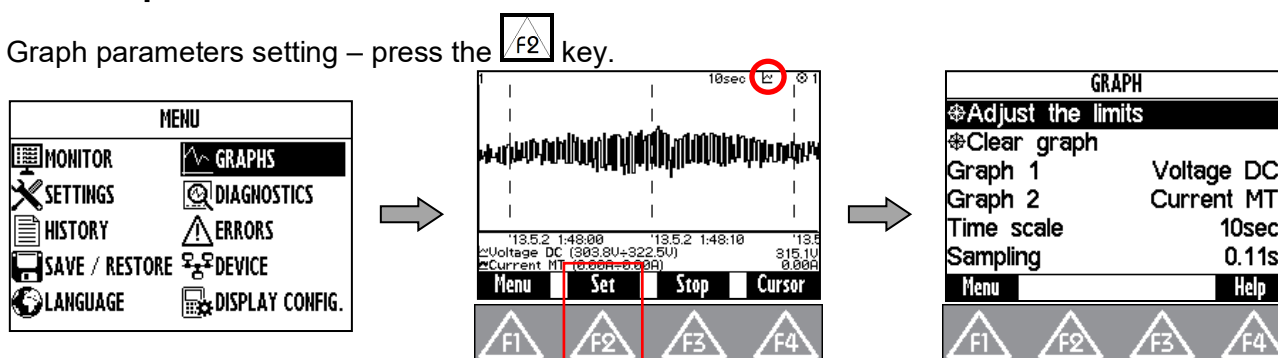 Graph parameters setting – press the F2 key.
MENU
MONITOR GRAPHS
SETTINGS DIAGNOSTICS
HISTORY ERRORS
SAVE / RESTORE DEVICE
LANGUAGE DISPLAY CONFIG.
1 10sec 1
'13.5.2 1:48:00 '13.5.2 1:48:10 '13.5
Voltage DC (303.8V÷322.5V) 315.1V
Current MT (0.00A÷0.00A) 0.00A
Menu Set Stop Cursor
F1 F2 F3 F4
GRAPH
Adjust the limits
Clear graph
Graph 1 Voltage DC
Graph 2 Current MT
Time scale 10sec
Sampling 0.11s
Menu Help
F1 F2 F3 F4